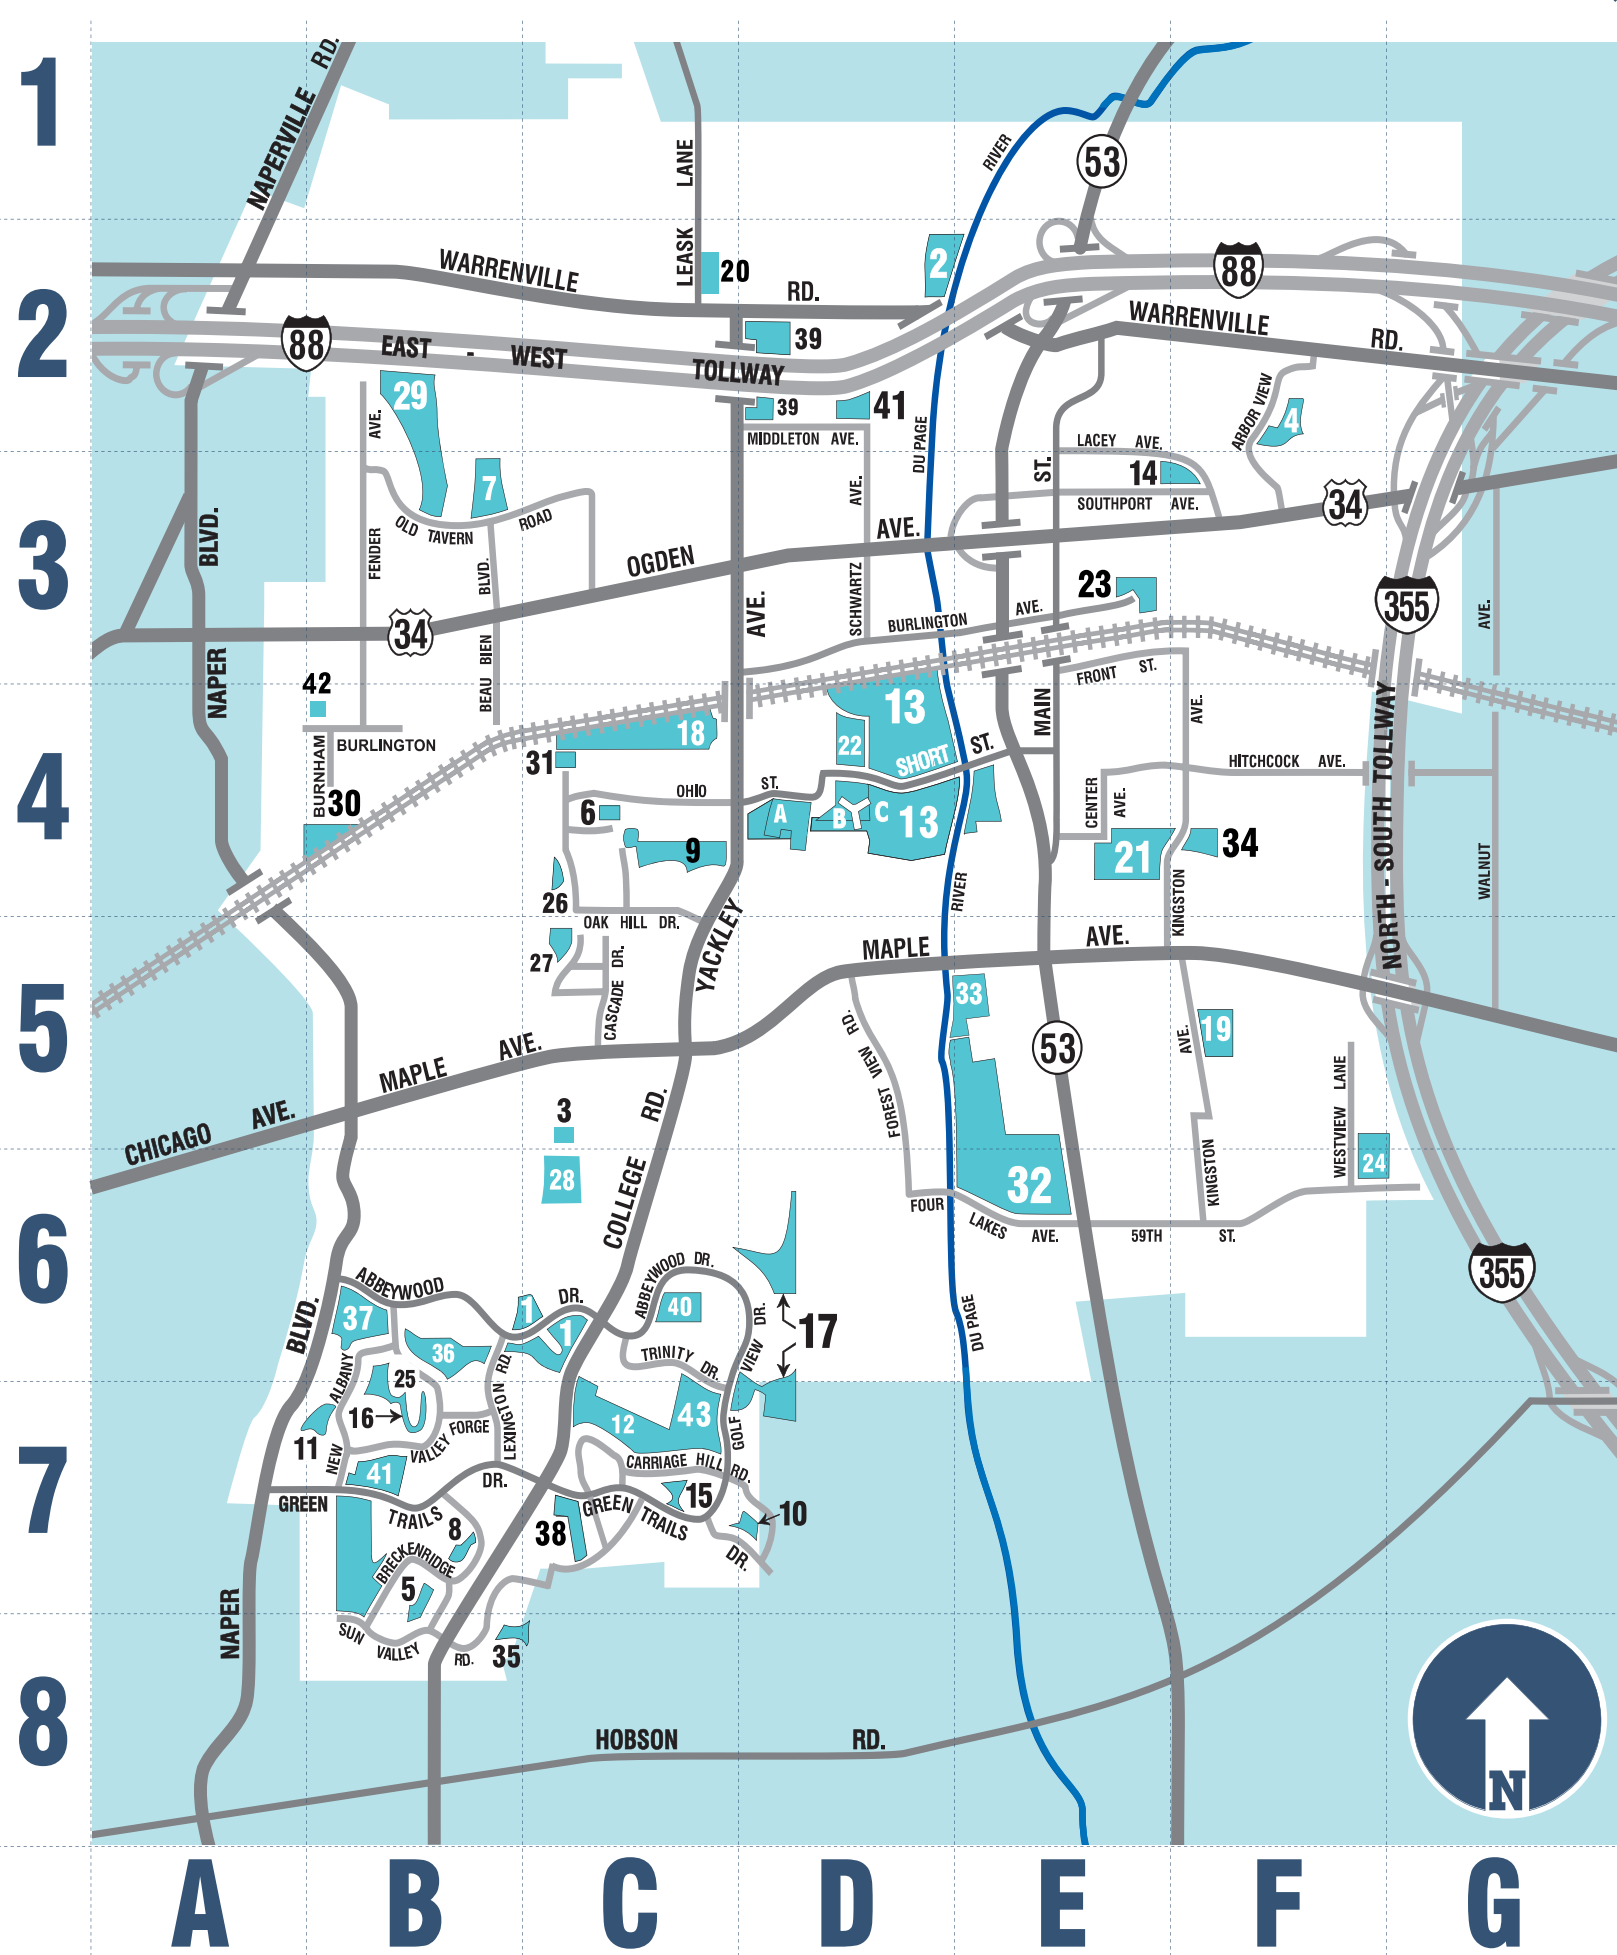 1
NAPERVILLE RD.
LEASK LANE
RIVER
53
2
WARRENVILLE RD.
20
2
88
88
EAST - WEST TOLLWAY
39
WARRENVILLE RD.
29
AVE.
39
41
MIDDLETON AVE.
DU PAGE
ARBOR VIEW
4
LACEY AVE.
3
7
14
ST.
SOUTHPORT AVE.
34
OLD TAVERN ROAD
BLVD.
FENDER
BLVD.
OGDEN AVE.
AVE.
SCHWARTZ
23
355
34
AVE.
BURLINGTON AVE.
AVE.
NAPER
BEAU BIEN
FRONT ST.
42
4
BURLINGTON
BURNHAM
30
18
31
13
22
SHORT ST.
MAIN
AVE.
HITCHCOCK AVE.
NORTH - SOUTH TOLLWAY
OHIO ST.
6
9
A
B
C
13
CENTER AVE.
21
34
WALNUT
26
OAK HILL DR.
YACKLEY
RIVER
KINGSTON
5
27
CASCADE DR.
MAPLE AVE.
33
53
19
AVE.
FOREST VIEW RD.
MAPLE AVE.
CHICAGO AVE.
3
RD.
WESTVIEW LANE
24
28
COLLEGE
32
KINGSTON
6
FOUR LAKES AVE.
59TH ST.
355
ABBEYWOOD DR.
ABBEYWOOD DR.
37
1
1
40
DR.
17
DU PAGE
BLVD.
36
TRINITY DR.
VIEW
ALBANY
25
RD.
16
11
12
43
GOLF
7
NEW
FORGE
VALLEY
LEXINGTON
CARRIAGE HILL RD.
41
GREEN TRAILS DR.
15
10
GREEN TRAILS DR.
8
38
BRECKENRIDGE
5
NAPER
SUN VALLEY RD.
35
8
HOBSON RD.
N
A B C D E F G